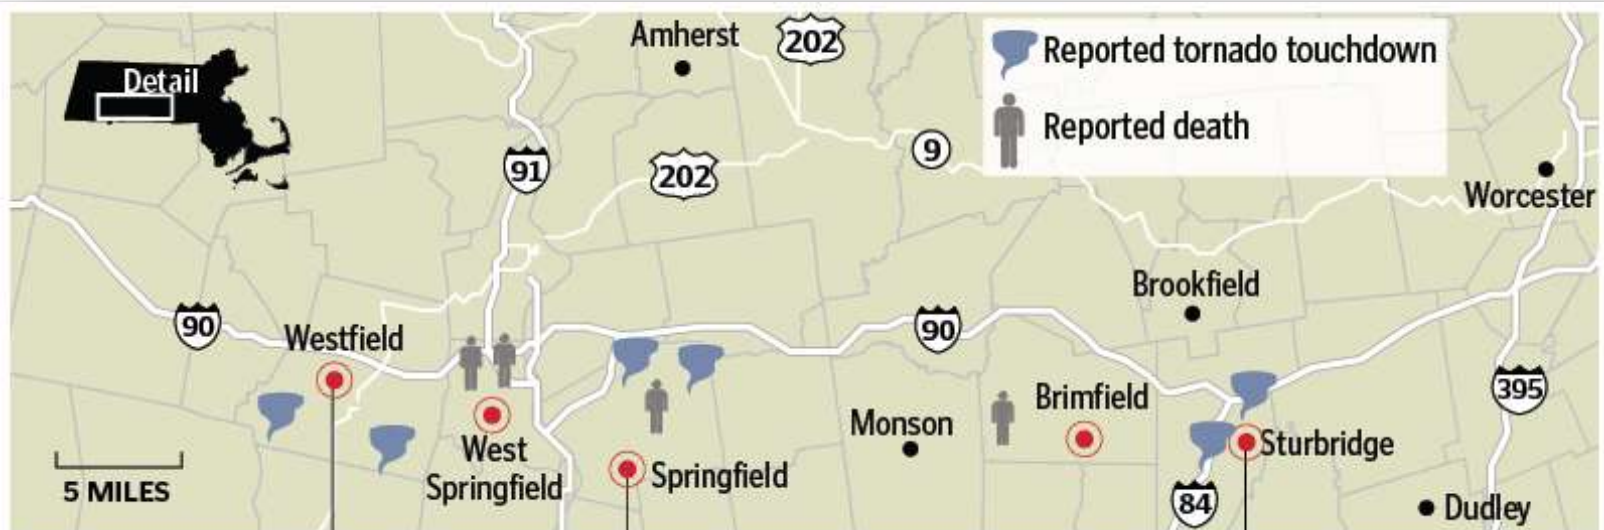 Amherst
202
Reported tornado touchdown
Detail
Reported death
91
202
9
Worcester
Brookfield
90
Westfield
90
395
Brimfield
Monson
West
Springfield
Springfield
Sturbridge
5 MILES
84
Dudley